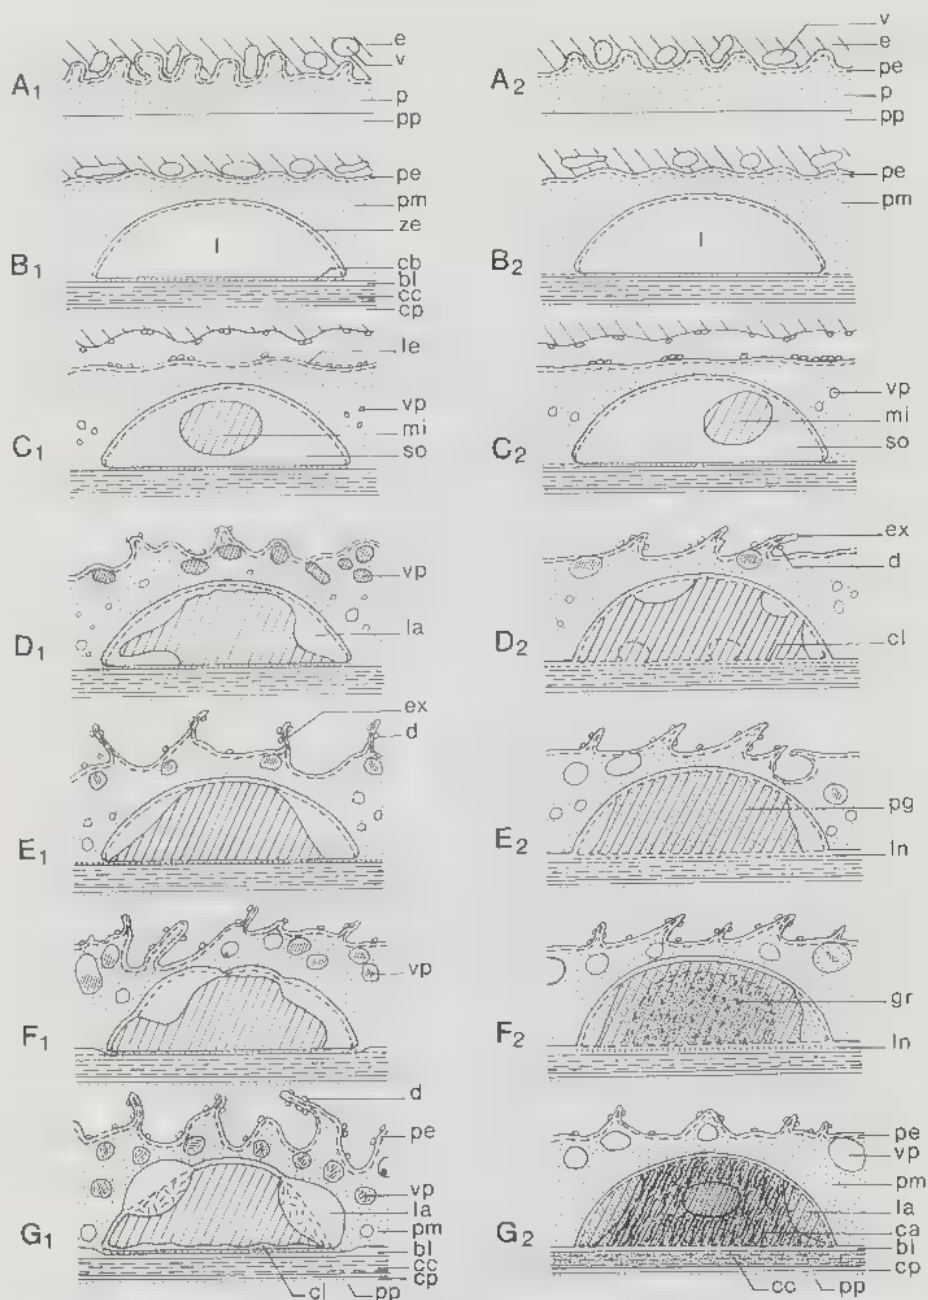 A1
e
v
p
pp
A2
v
e
pe
p
pp
B1
pe
pm
ze
l
cb
bl
cc
cp
B2
pe
pm
l
C1
le
vp
mi
so
C2
vp
mi
so
D1
vp
la
D2
ex
d
cl
E1
ex
d
E2
pg
ln
F1
vp
F2
gr
ln
G1
d
pe
vp
la
pm
bl
cc
cp
cl
pp
G2
pe
vp
pm
la
ca
bl
cp
cc
pp